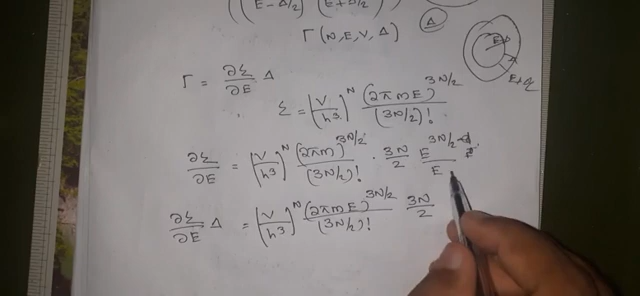 ((E-Δ/2) (E+Δ/2))
Δ
Γ(N,E,V,Δ)
E+Δ
Γ = ∂Σ/∂E Δ
Σ = (V/h³)^N (2πmE)^3N/2 / (3N/2)!
∂Σ/∂E = (V/h³)^N (2πm)^3N/2 / (3N/2)! · 3N/2 E^3N/2 / E
∂Σ/∂E Δ = (V/h³)^N (2πmE)^3N/2 / (3N/2)! 3N/2